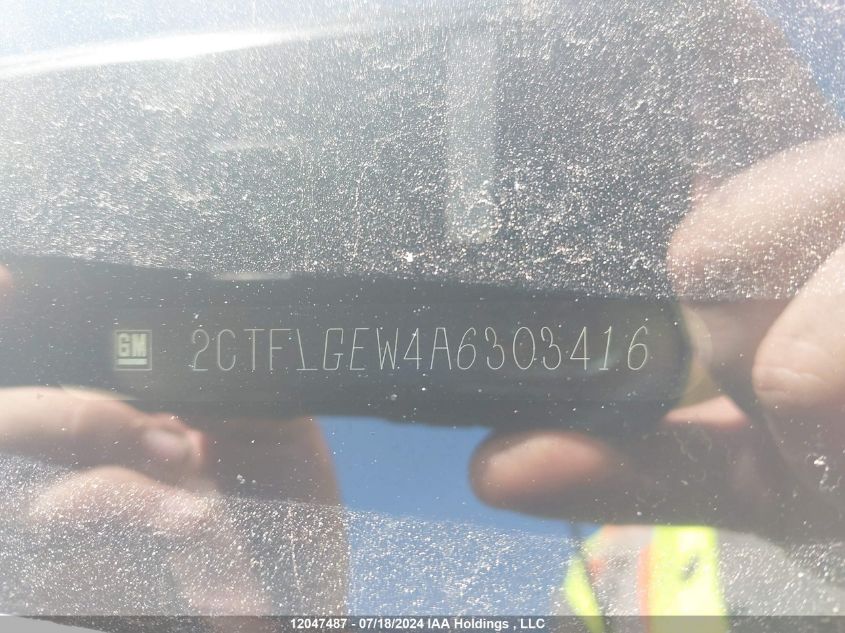 GM 2CTFLGEW4A6303416
12047487 - 07/18/2024 IAA Holdings , LLC